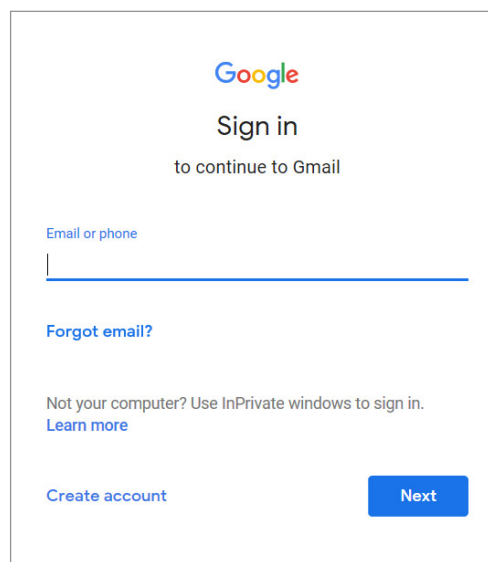 Google
Sign in
to continue to Gmail
Email or phone
Forgot email?
Not your computer? Use InPrivate windows to sign in.
Learn more
Create account
Next